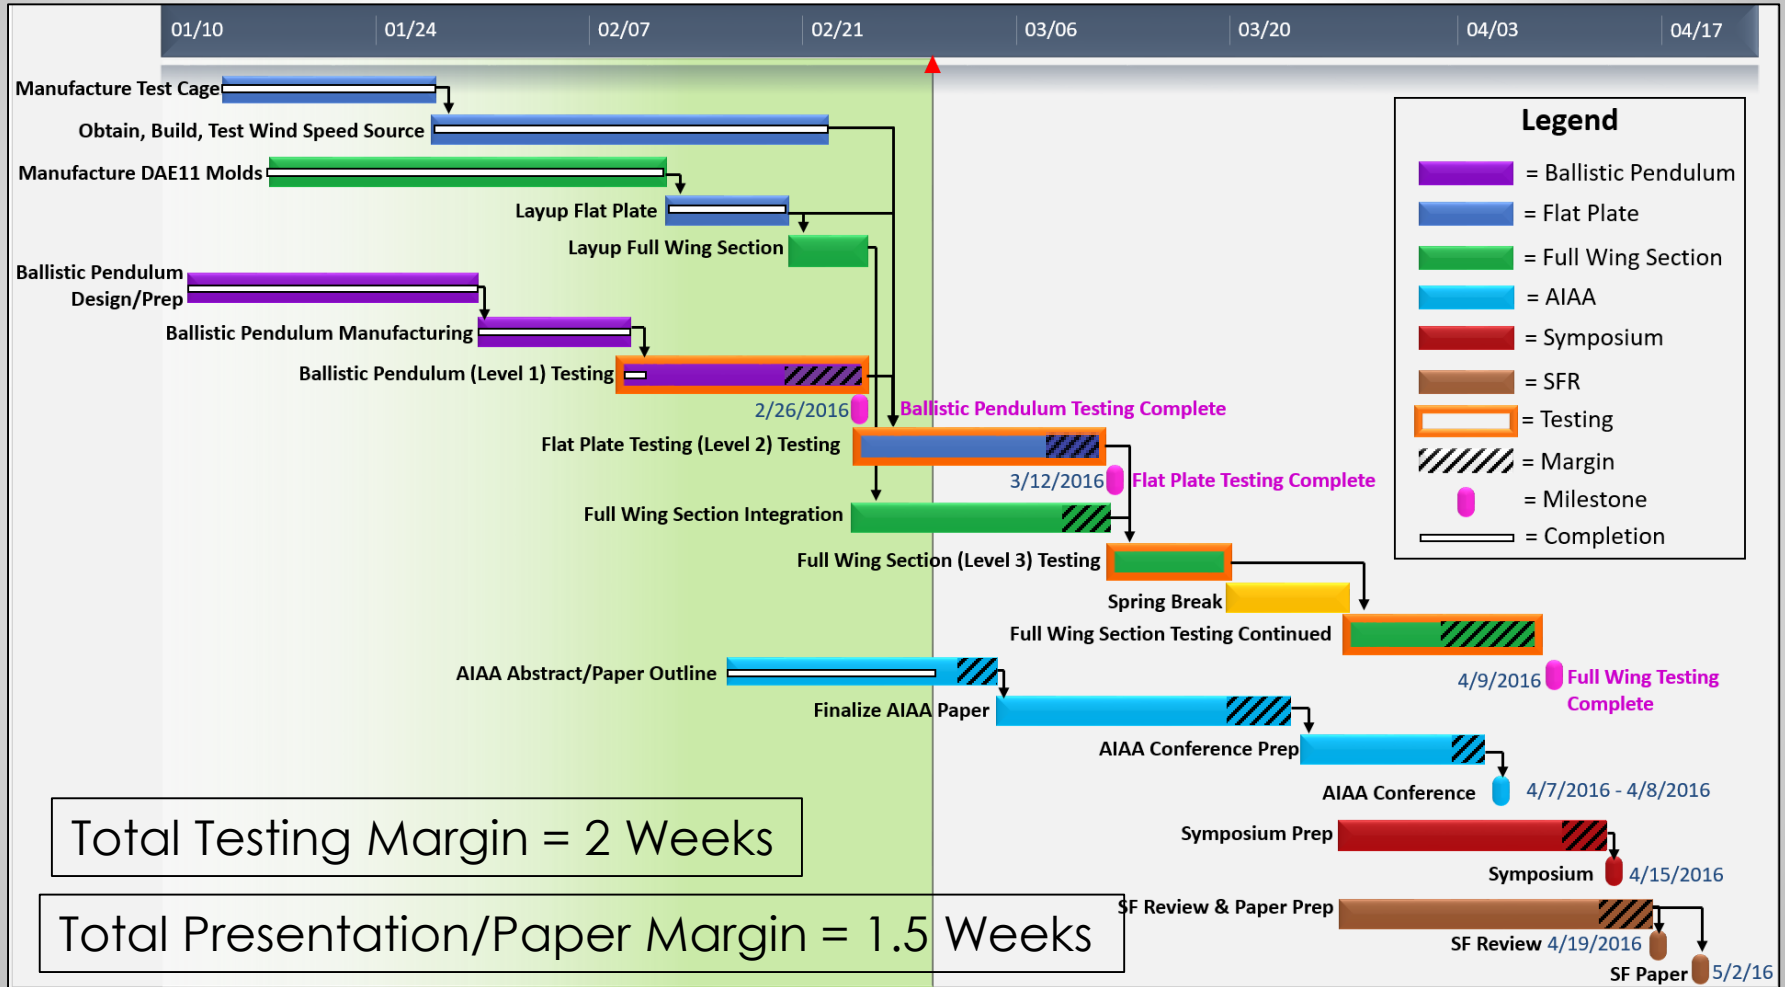 01/10 01/24 02/07 02/21 03/06 03/20 04/03 04/17
Manufacture Test Cage
Obtain, Build, Test Wind Speed Source
Manufacture DAE11 Molds
Layup Flat Plate
Layup Full Wing Section
Ballistic Pendulum
Design/Prep
Ballistic Pendulum Manufacturing
Ballistic Pendulum (Level 1) Testing
2/26/2016 Ballistic Pendulum Testing Complete
Flat Plate Testing (Level 2) Testing
3/12/2016 Flat Plate Testing Complete
Full Wing Section Integration
Full Wing Section (Level 3) Testing
Spring Break
Full Wing Section Testing Continued
4/9/2016 Full Wing Testing
Complete
AIAA Abstract/Paper Outline
Finalize AIAA Paper
AIAA Conference Prep
AIAA Conference 4/7/2016 - 4/8/2016
Symposium Prep
Symposium 4/15/2016
SF Review & Paper Prep
SF Review 4/19/2016
SF Paper 5/2/16
Legend
= Ballistic Pendulum
= Flat Plate
= Full Wing Section
= AIAA
= Symposium
= SFR
= Testing
= Margin
= Milestone
= Completion
Total Testing Margin = 2 Weeks
Total Presentation/Paper Margin = 1.5 Weeks